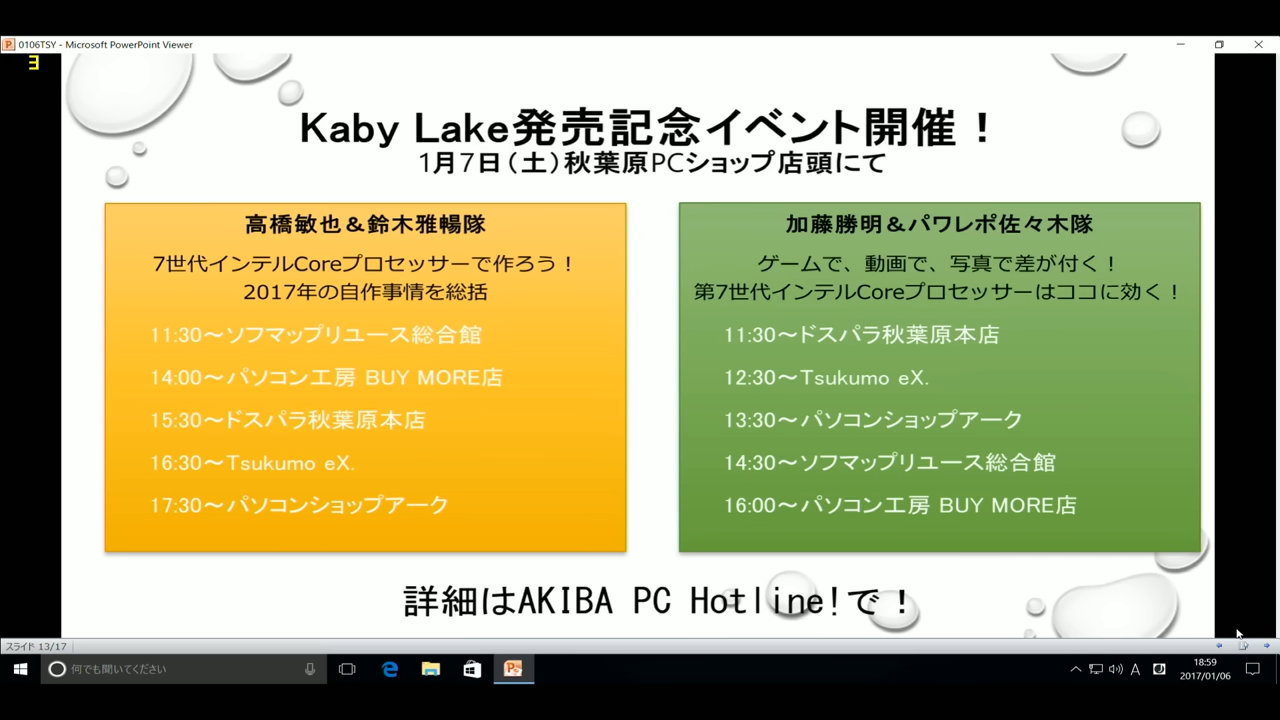 0106TSY - Microsoft PowerPoint Viewer
3
Kaby Lake発売記念イベント開催！
1月7日（土）秋葉原PCショップ店頭にて
高橋敏也＆鈴木雅暢隊
7世代インテルCoreプロセッサーで作ろう！
2017年の自作事情を総括
11:30～ソフマップリユース総合館
14:00～パソコン工房 BUY MORE店
15:30～ドスパラ秋葉原本店
16:30～Tsukumo eX.
17:30～パソコンショップアーク
加藤勝明＆パワレポ佐々木隊
ゲームで、動画で、写真で差が付く！
第7世代インテルCoreプロセッサーはココに効く！
11:30～ドスパラ秋葉原本店
12:30～Tsukumo eX.
13:30～パソコンショップアーク
14:30～ソフマップリユース総合館
16:00～パソコン工房 BUY MORE店
詳細はAKIBA PC Hotline!で！
スライド 13/17
何でも聞いてください
A
18:59
2017/01/06